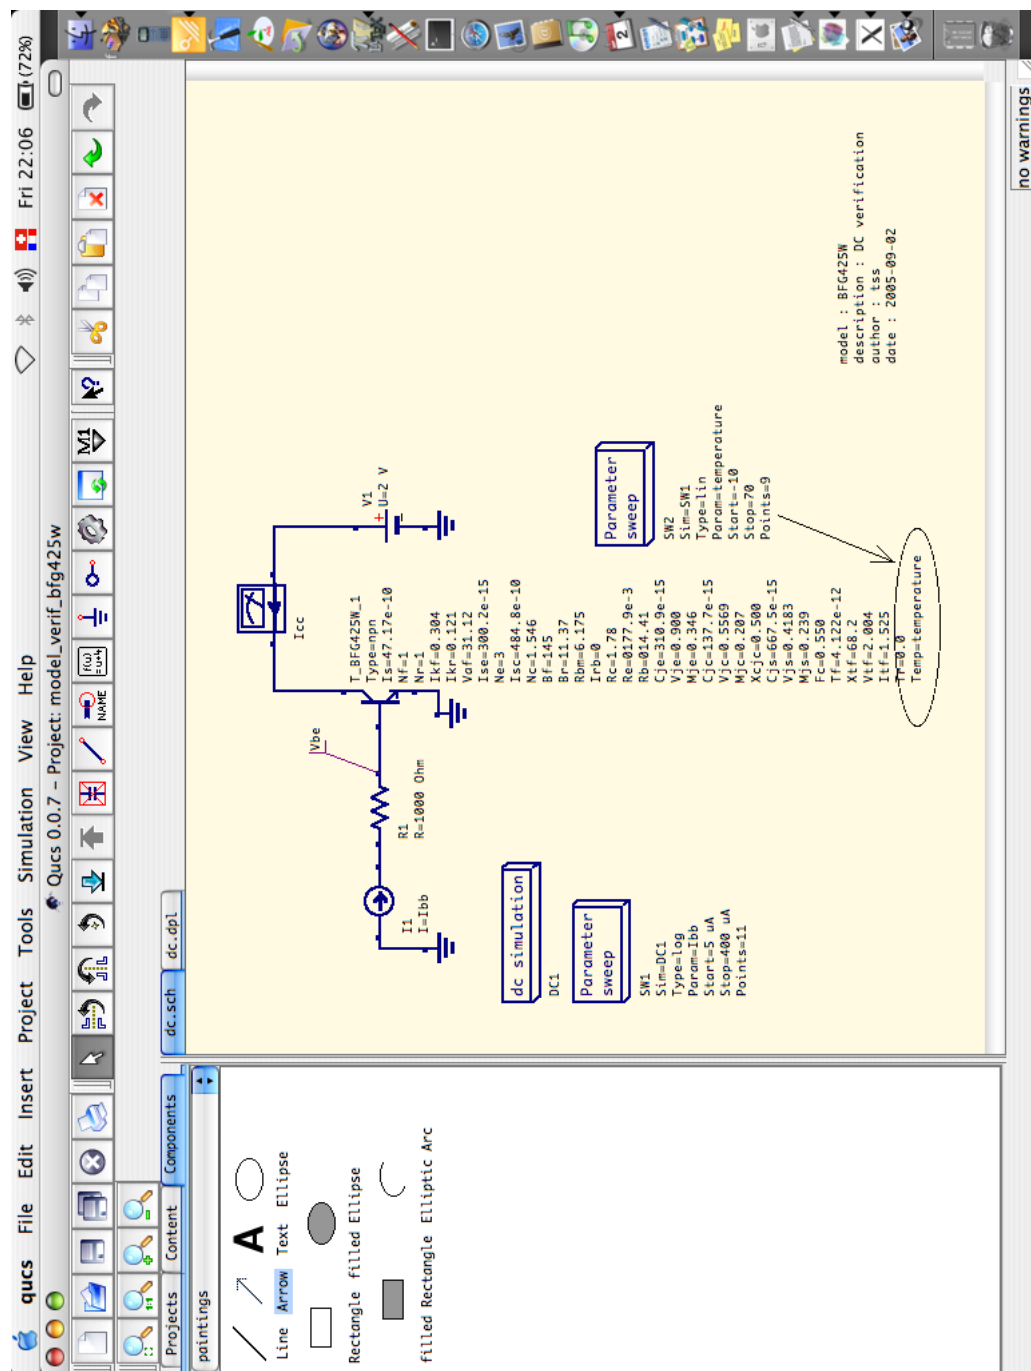 qucs File Edit Insert Project Tools Simulation View Help
(72%) Fri 22:06
Qucs 0.0.7 - Project: model_verif_bfg425w
NAME
f(ω)
=u+4
M1
1:1
2
Projects Content Components
paintings
Line Arrow Text Ellipse
Rectangle filled Ellipse
filled Rectangle Elliptic Arc
dc.sch dc.dpl
I1
I=Ibb
R1
R=1000 Ohm
Vbe
Icc
V1
U=2 V
+
-
T_BFG425W_1
Type=npn
Is=47.17e-10
Nf=1
Nr=1
Ikf=0.304
Ikr=0.121
Vaf=31.12
Ise=300.2e-15
Ne=3
Isc=484.8e-10
Nc=1.546
Bf=145
Br=11.37
Rbm=6.175
Irb=0
Rc=1.78
Re=0177.9e-3
Rb=014.41
Cje=310.9e-15
Vje=0.900
Mje=0.346
Cjc=137.7e-15
Vjc=0.5569
Mjc=0.207
Xcjc=0.500
Cjs=667.5e-15
Vjs=0.4183
Mjs=0.239
Fc=0.550
Tf=4.122e-12
Xtf=68.2
Vtf=2.004
Itf=1.525
Tr=0.0
Temp=temperature
dc simulation
DC1
Parameter
sweep
SW1
Sim=DC1
Type=log
Param=Ibb
Start=5 uA
Stop=400 uA
Points=11
Parameter
sweep
SW2
Sim=SW1
Type=lin
Param=temperature
Start=-10
Stop=70
Points=9
model : BFG425W
description : DC verification
author : tss
date : 2005-09-02
no warnings